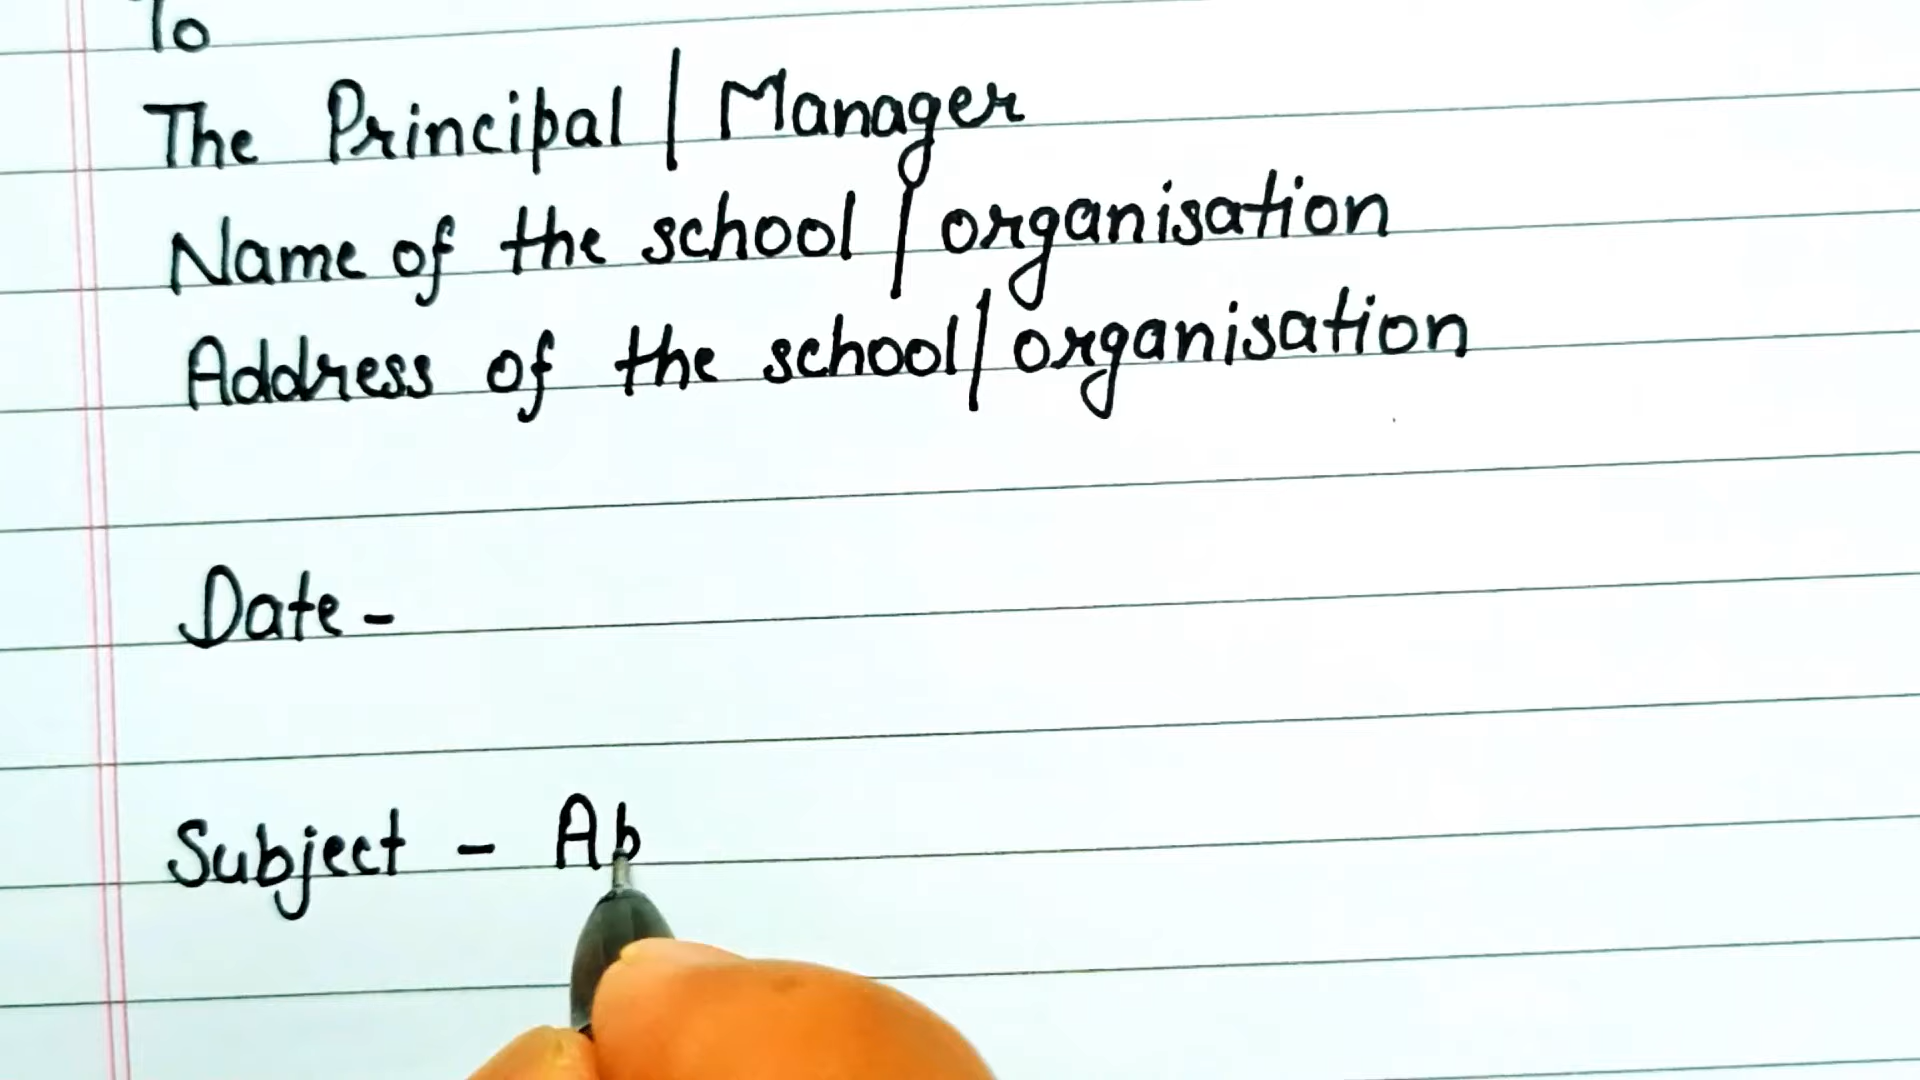 To
The Principal | Manager
Name of the school / organisation
Address of the school / organisation
Date -
Subject - Ab